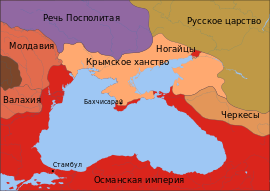 Речь Посполитая
Русское царство
Молдавия
Ногайцы
Крымское ханство
Валахия
Бахчисарай
Черкесы
Стамбул
Османская империя